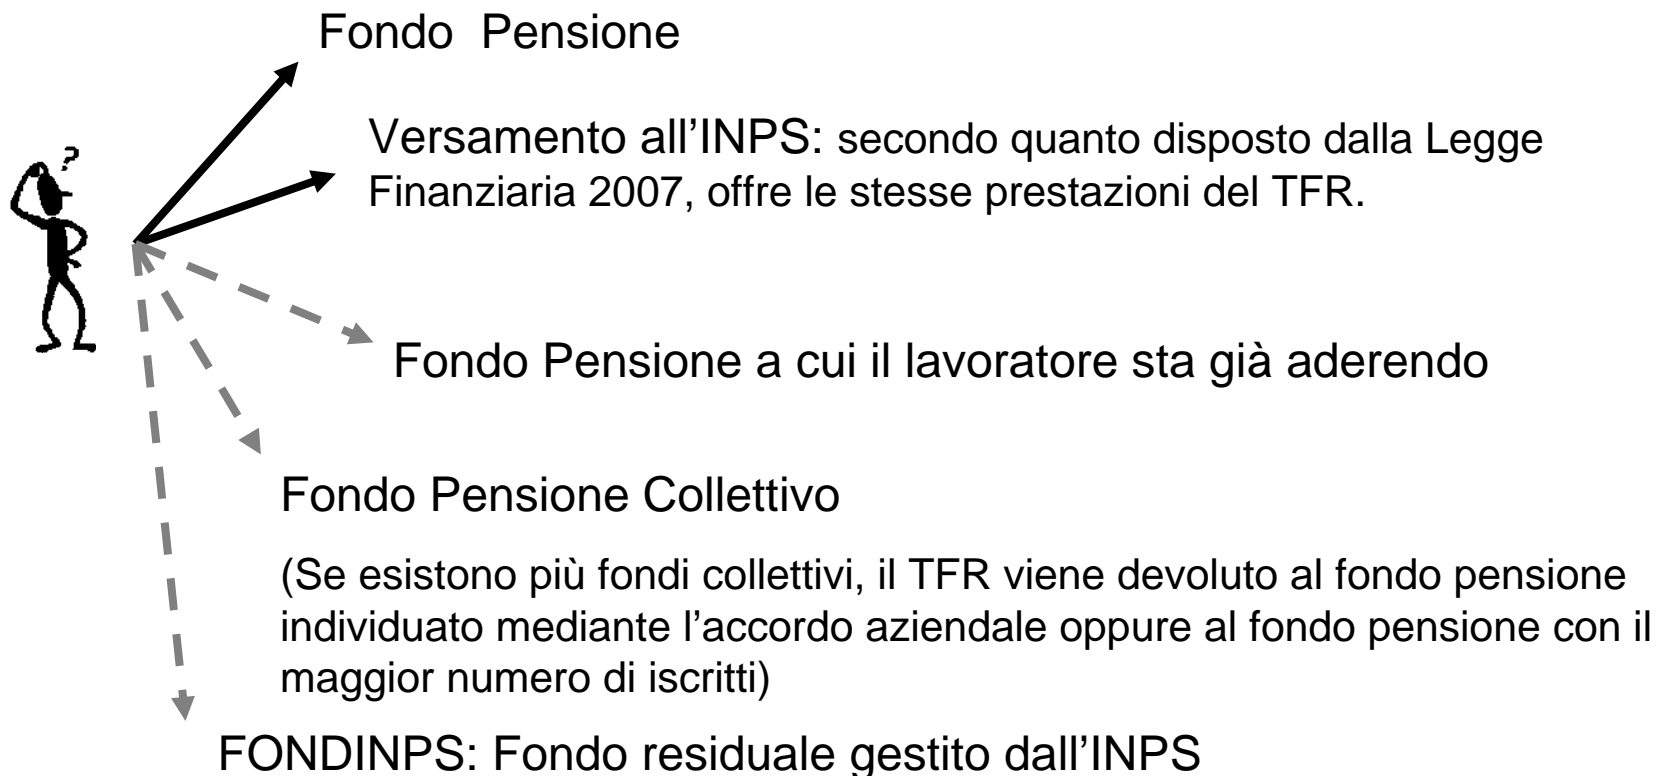 Fondo Pensione
?
Versamento all'INPS: secondo quanto disposto dalla Legge
Finanziaria 2007, offre le stesse prestazioni del TFR.
Fondo Pensione a cui il lavoratore sta già aderendo
Fondo Pensione Collettivo
(Se esistono più fondi collettivi, il TFR viene devoluto al fondo pensione
individuato mediante l'accordo aziendale oppure al fondo pensione con il
maggior numero di iscritti)
FONDINPS: Fondo residuale gestito dall'INPS